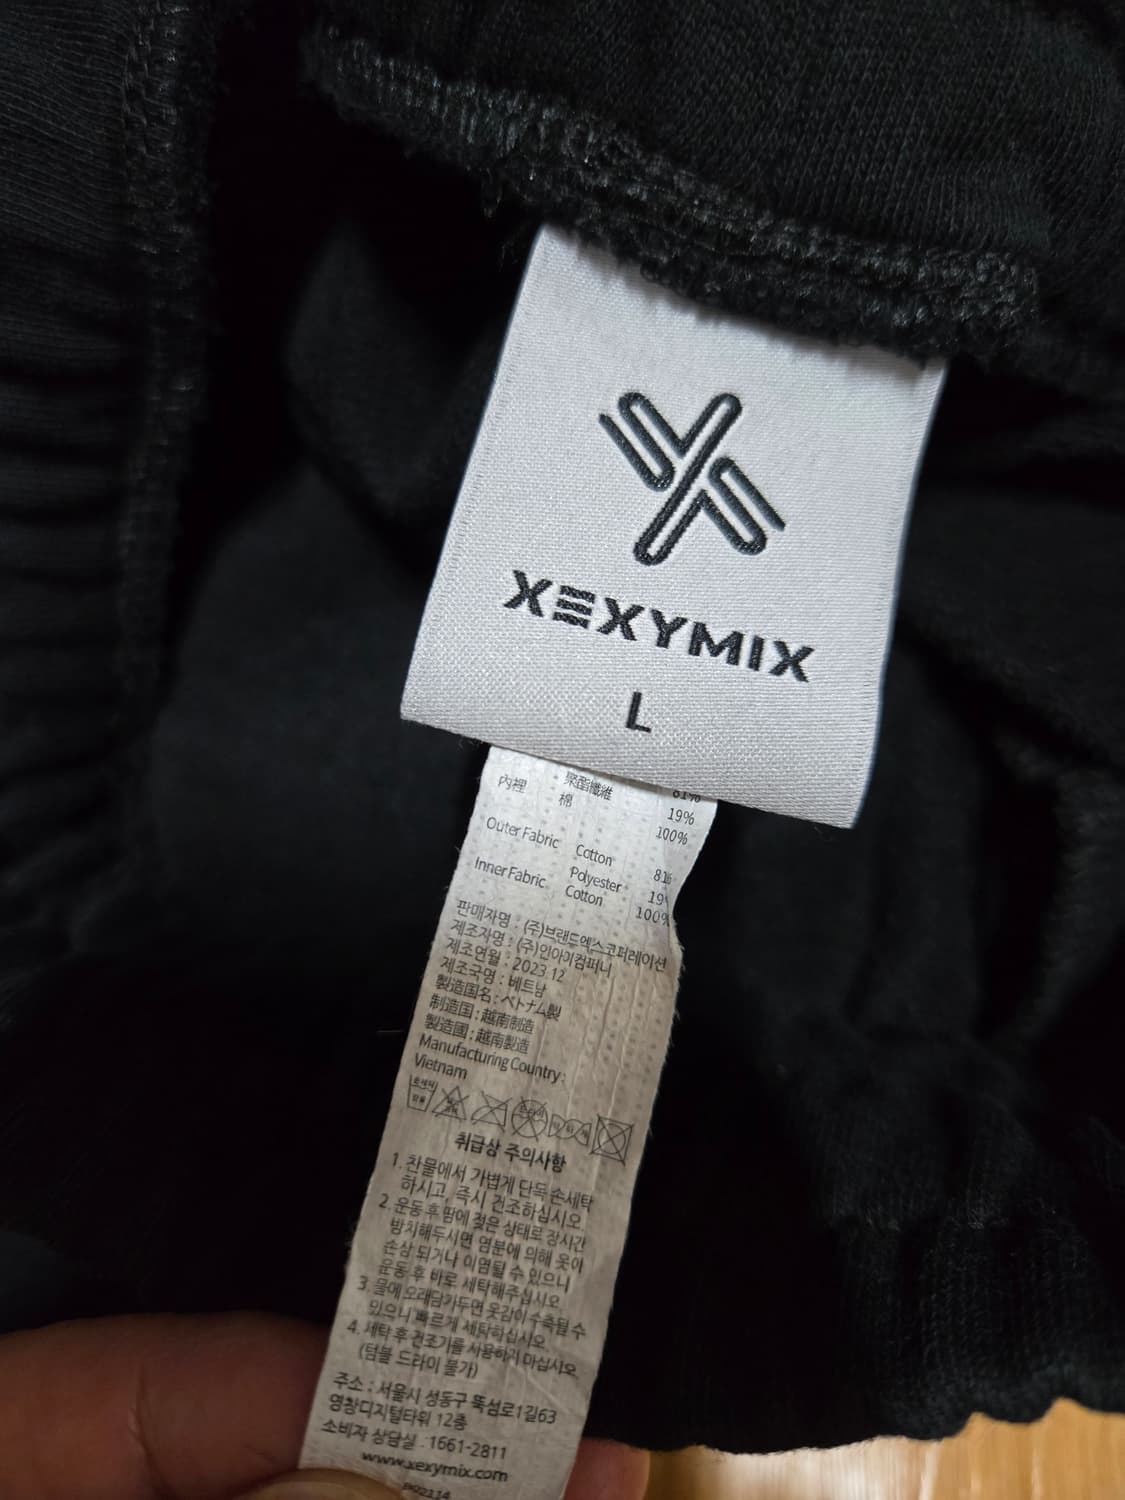 XEXYMIX
L
聚酯纖維 81%
內裡 棉 19%
100%
Outer Fabric Cotton 81
Polyester 19
Inner Fabric Cotton 100%
판매자명 : (주)브랜드엑스코퍼레이션
제조자명 : (주)인아이컴퍼니
제조연월 : 2023.12
제조국명 : 베트남
製造国名 : ベトナム製
制造国 : 越南制造
製造國 : 越南製造
Manufacturing Country :
Vietnam
취급상 주의사항
1. 찬물에서 가볍게 단독 손세탁
하시고, 즉시 건조하십시오.
2. 운동 후 땀에 젖은 상태로 장시간
방치해두시면 염분에 의해 옷이
손상 되거나 이염될 수 있으니
운동 후 바로 세탁해주십시오.
3. 물에 오래담가두면 옷감이 수축될 수
있으니 빠르게 세탁하십시오.
4. 세탁 후 건조기를 사용하지 마십시오.
(텀블 드라이 불가)
주소 : 서울시 성동구 뚝섬로1길63
영창디지털타워 12층
소비자 상담실 : 1661-2811
www.xexymix.com